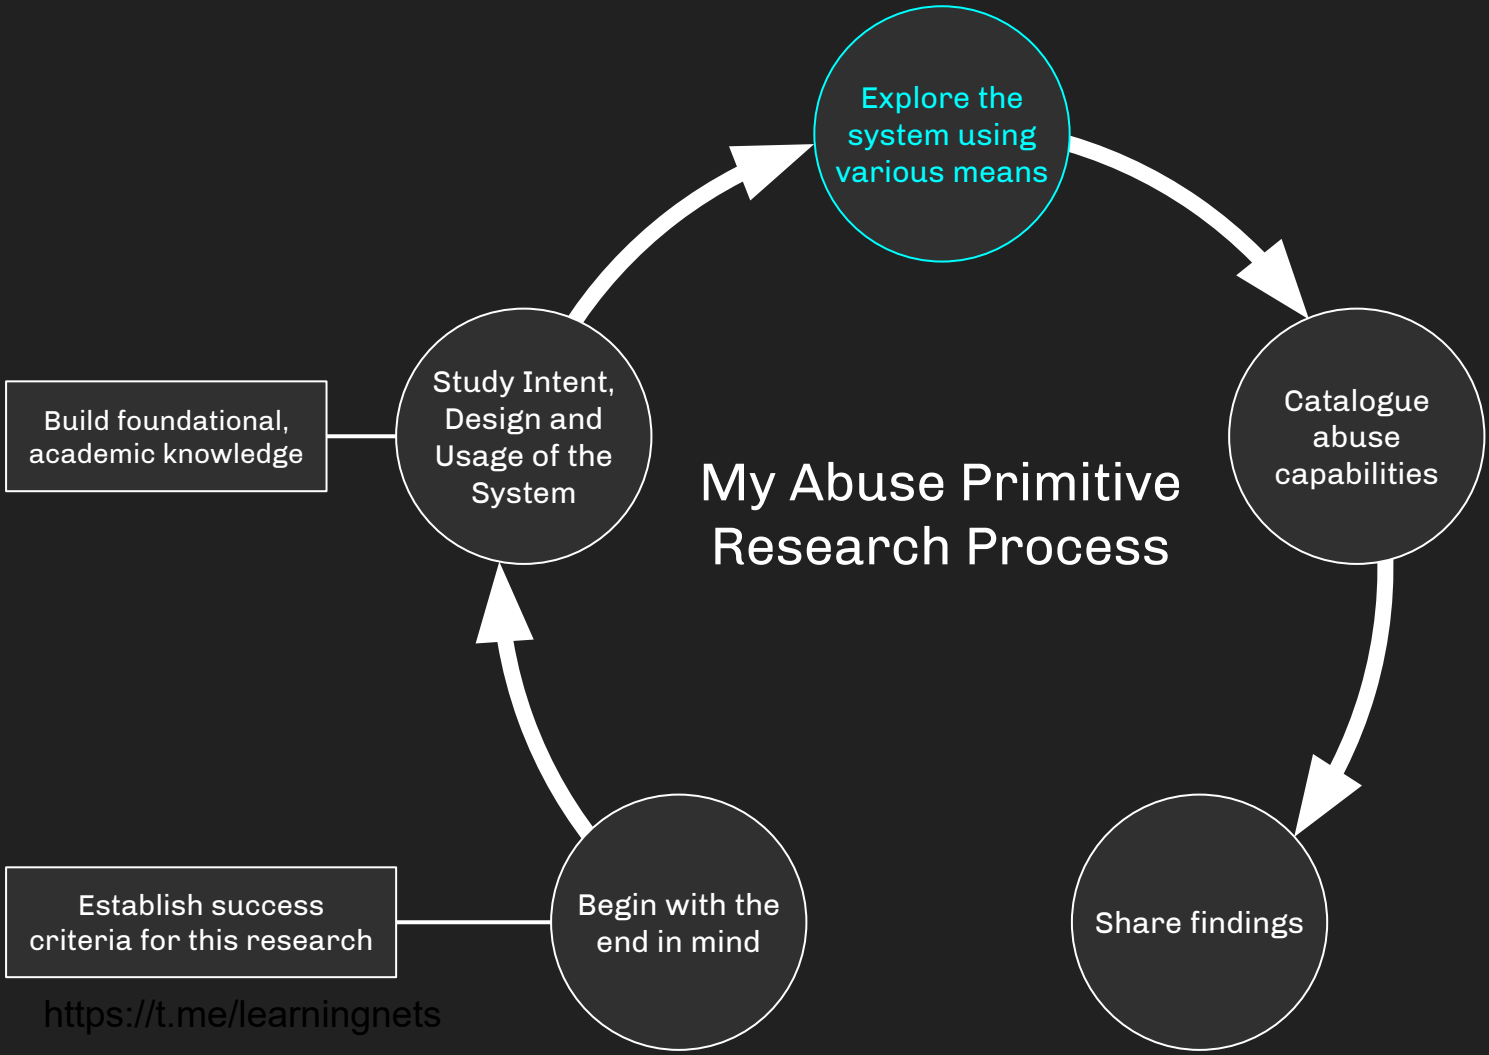 Explore the
system using
various means
Study Intent,
Design and
Usage of the
System
Build foundational,
academic knowledge
Catalogue
abuse
capabilities
My Abuse Primitive
Research Process
Establish success
criteria for this research
Begin with the
end in mind
Share findings
https://t.me/learningnets